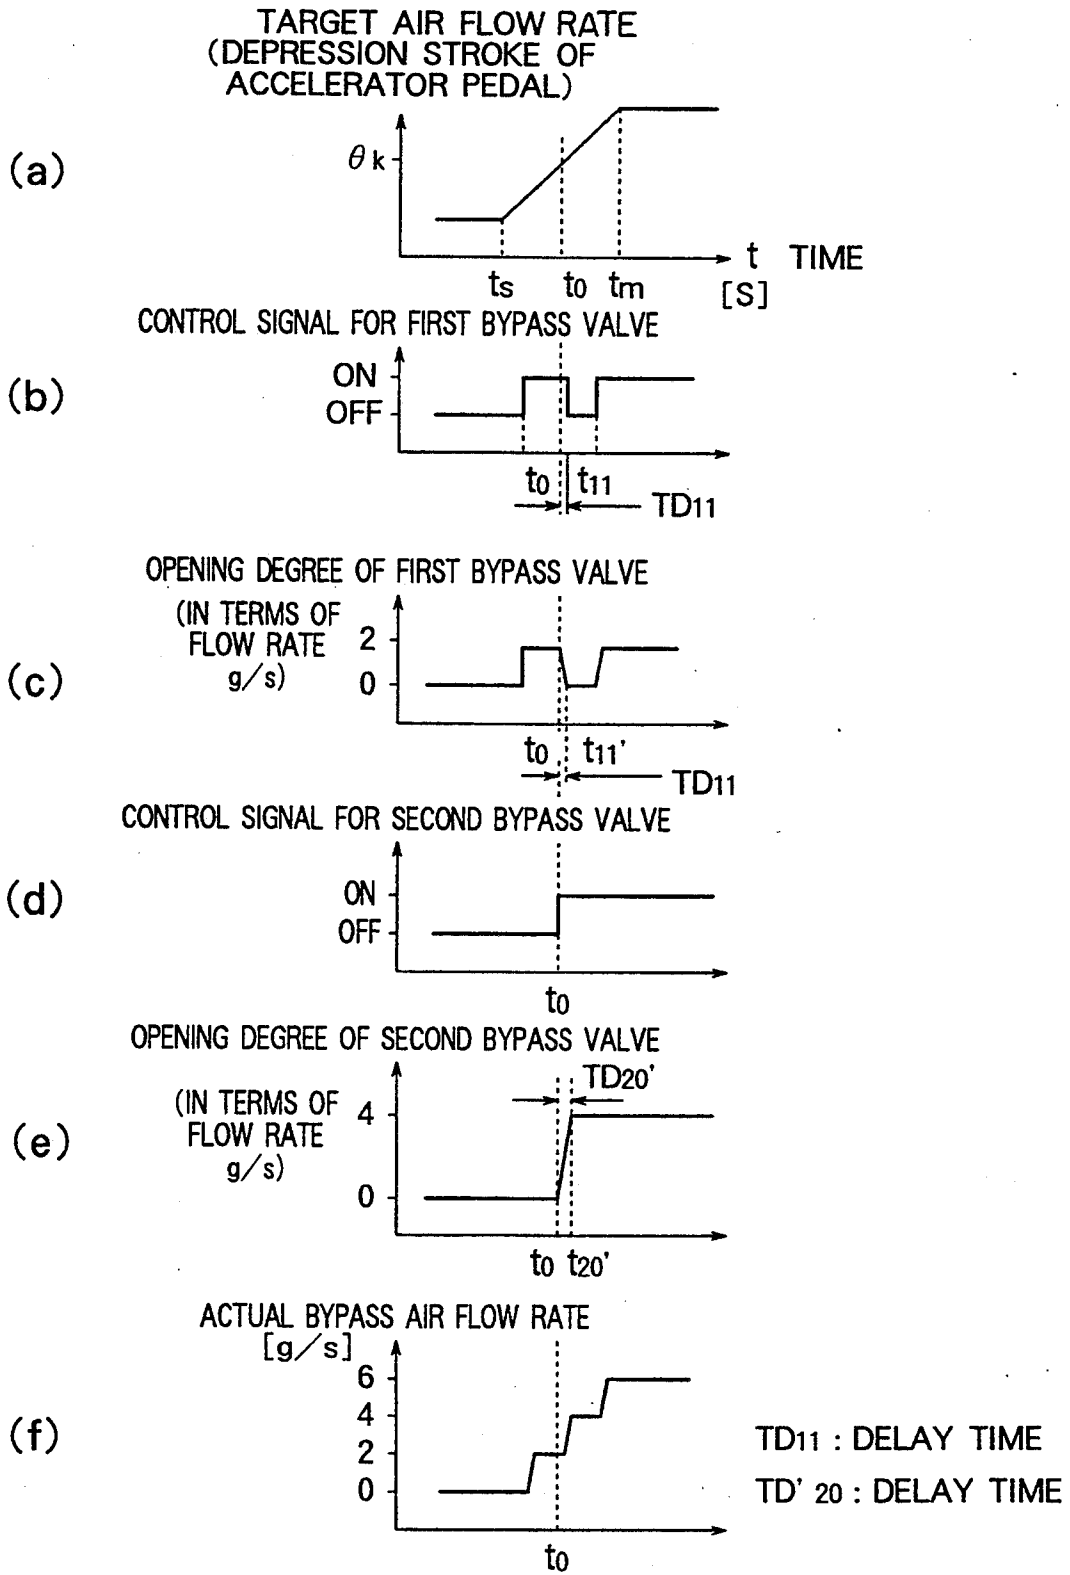 TARGET AIR FLOW RATE
(DEPRESSION STROKE OF
ACCELERATOR PEDAL)
(a)
θk
t TIME
ts t0 tm [S]
CONTROL SIGNAL FOR FIRST BYPASS VALVE
(b)
ON
OFF
t0 t11
TD11
OPENING DEGREE OF FIRST BYPASS VALVE
(IN TERMS OF
FLOW RATE
g/s)
(c)
2
0
t0 t11'
TD11
CONTROL SIGNAL FOR SECOND BYPASS VALVE
(d)
ON
OFF
t0
OPENING DEGREE OF SECOND BYPASS VALVE
TD20'
(IN TERMS OF
FLOW RATE
g/s)
(e)
4
0
t0 t20'
ACTUAL BYPASS AIR FLOW RATE
[g/s]
(f)
6
4
2
0
t0
TD11 : DELAY TIME
TD'20 : DELAY TIME